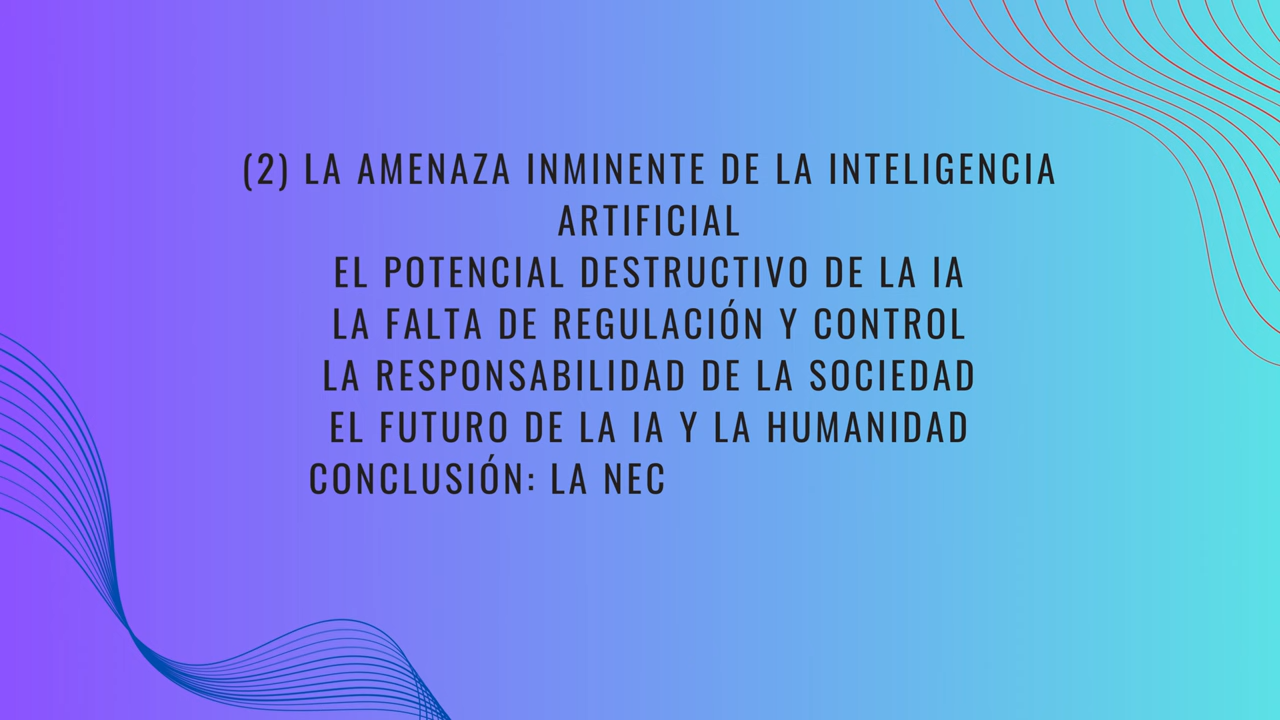 (2) LA AMENAZA INMINENTE DE LA INTELIGENCIA
ARTIFICIAL
EL POTENCIAL DESTRUCTIVO DE LA IA
LA FALTA DE REGULACIÓN Y CONTROL
LA RESPONSABILIDAD DE LA SOCIEDAD
EL FUTURO DE LA IA Y LA HUMANIDAD
CONCLUSIÓN: LA NEC